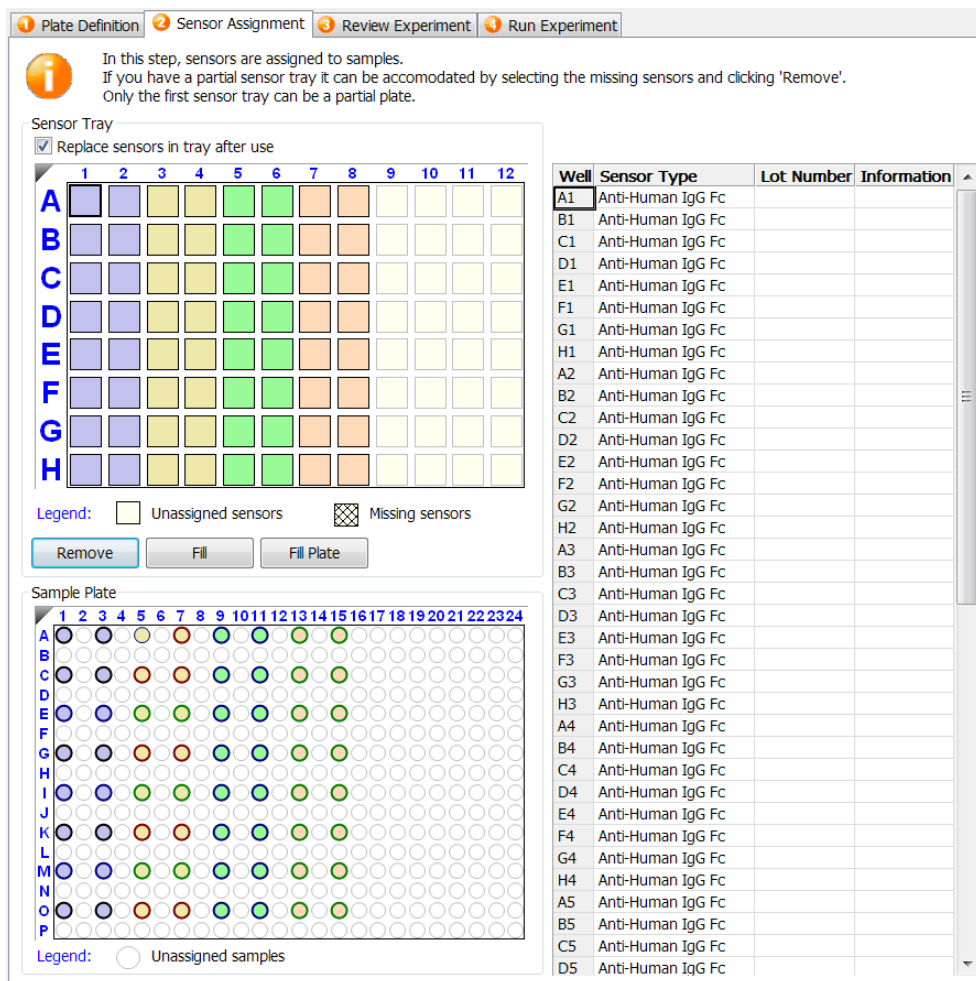 1 Plate Definition 2 Sensor Assignment 3 Review Experiment 4 Run Experiment
In this step, sensors are assigned to samples.
If you have a partial sensor tray it can be accomodated by selecting the missing sensors and clicking 'Remove'.
Only the first sensor tray can be a partial plate.
Sensor Tray
Replace sensors in tray after use
1 2 3 4 5 6 7 8 9 10 11 12
A
B
C
D
E
F
G
H
Legend: Unassigned sensors Missing sensors
Remove Fill Fill Plate
Sample Plate
1 2 3 4 5 6 7 8 9 10 11 12 13 14 15 16 17 18 19 20 21 22 23 24
A
B
C
D
E
F
G
H
I
J
K
L
M
N
O
P
Legend: Unassigned samples
Well Sensor Type Lot Number Information
A1 Anti-Human IgG Fc
B1 Anti-Human IgG Fc
C1 Anti-Human IgG Fc
D1 Anti-Human IgG Fc
E1 Anti-Human IgG Fc
F1 Anti-Human IgG Fc
G1 Anti-Human IgG Fc
H1 Anti-Human IgG Fc
A2 Anti-Human IgG Fc
B2 Anti-Human IgG Fc
C2 Anti-Human IgG Fc
D2 Anti-Human IgG Fc
E2 Anti-Human IgG Fc
F2 Anti-Human IgG Fc
G2 Anti-Human IgG Fc
H2 Anti-Human IgG Fc
A3 Anti-Human IgG Fc
B3 Anti-Human IgG Fc
C3 Anti-Human IgG Fc
D3 Anti-Human IgG Fc
E3 Anti-Human IgG Fc
F3 Anti-Human IgG Fc
G3 Anti-Human IgG Fc
H3 Anti-Human IgG Fc
A4 Anti-Human IgG Fc
B4 Anti-Human IgG Fc
C4 Anti-Human IgG Fc
D4 Anti-Human IgG Fc
E4 Anti-Human IgG Fc
F4 Anti-Human IgG Fc
G4 Anti-Human IgG Fc
H4 Anti-Human IgG Fc
A5 Anti-Human IgG Fc
B5 Anti-Human IgG Fc
C5 Anti-Human IgG Fc
D5 Anti-Human IgG Fc